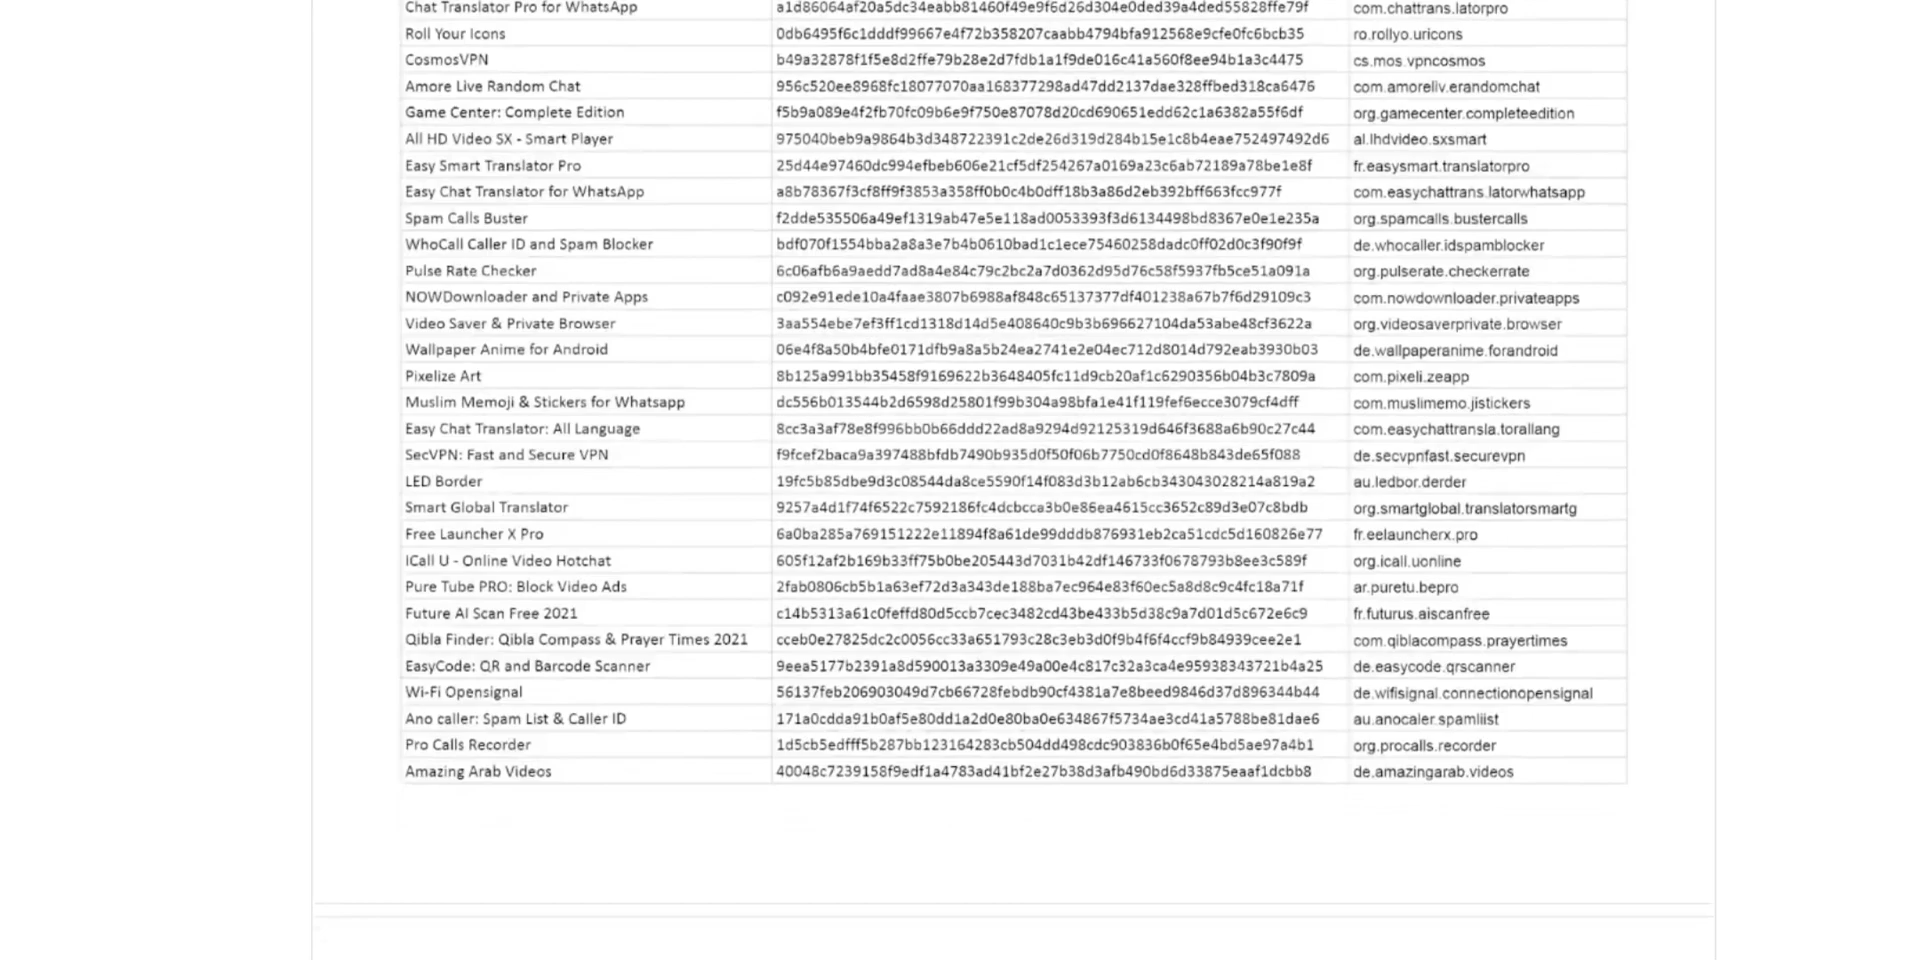 Chat Translator Pro for WhatsApp a1d86064af20a5dc34eabb81460f49e9f6d26d304e0ded39a4ded55828ffe79f com.chattrans.latorpro
Roll Your Icons 0db6495f6c1dddf99667e4f72b358207caabb4794bfa912568e9cfe0fc6bcb35 ro.rollyo.uricons
CosmosVPN b49a32878f1f5e8d2ffe79b28e2d7fdb1a1f9de016c41a560f8ee94b1a3c4475 cs.mos.vpncosmos
Amore Live Random Chat 956c520ee8968fc18077070aa168377298ad47dd2137dae328ffbed318ca6476 com.amoreliv.erandomchat
Game Center: Complete Edition f5b9a089e4f2fb70fc09b6e9f750e87078d20cd690651edd62c1a6382a55f6df org.gamecenter.completeedition
All HD Video SX - Smart Player 975040beb9a9864b3d348722391c2de26d319d284b15e1c8b4eae752497492d6 al.lhdvideo.sxsmart
Easy Smart Translator Pro 25d44e97460dc994efbeb606e21cf5df254267a0169a23c6ab72189a78be1e8f fr.easysmart.translatorpro
Easy Chat Translator for WhatsApp a8b78367f3cf8ff9f3853a358ff0b0c4b0dff18b3a86d2eb392bff663fcc977f com.easychattrans.latorwhatsapp
Spam Calls Buster f2dde535506a49ef1319ab47e5e118ad0053393f3d6134498bd8367e0e1e235a org.spamcalls.bustercalls
WhoCall Caller ID and Spam Blocker bdf070f1554bba2a8a3e7b4b0610bad1c1ece75460258dadc0ff02d0c3f90f9f de.whocaller.idspamblocker
Pulse Rate Checker 6c06afb6a9aedd7ad8a4e84c79c2bc2a7d0362d95d76c58f5937fb5ce51a091a org.pulserate.checkerrate
NOWDownloader and Private Apps c092e91ede10a4faae3807b6988af848c65137377df401238a67b7f6d29109c3 com.nowdownloader.privateapps
Video Saver & Private Browser 3aa554ebe7ef3ff1cd1318d14d5e408640c9b3b696627104da53abe48cf3622a org.videosaverprivate.browser
Wallpaper Anime for Android 06e4f8a50b4bfe0171dfb9a8a5b24ea2741e2e04ec712d8014d792eab3930b03 de.wallpaperanime.forandroid
Pixelize Art 8b125a991bb35458f9169622b3648405fc11d9cb20af1c6290356b04b3c7809a com.pixeli.zeapp
Muslim Memoji & Stickers for Whatsapp dc556b013544b2d6598d25801f99b304a98bfa1e41f119fef6ecce3079cf4dff com.muslimemo.jistickers
Easy Chat Translator: All Language 8cc3a3af78e8f996bb0b66ddd22ad8a9294d92125319d646f3688a6b90c27c44 com.easychattransla.torallang
SecVPN: Fast and Secure VPN f9fcef2baca9a397488bfdb7490b935d0f50f06b7750cd0f8648b843de65f088 de.secvpnfast.securevpn
LED Border 19fc5b85dbe9d3c08544da8ce5590f14f083d3b12ab6cb343043028214a819a2 au.ledbor.derder
Smart Global Translator 9257a4d1f74f6522c7592186fc4dcbcca3b0e86ea4615cc3652c89d3e07c8bdb org.smartglobal.translatorsmartg
Free Launcher X Pro 6a0ba285a769151222e11894f8a61de99dddb876931eb2ca51cdc5d160826e77 fr.eelauncherx.pro
ICall U - Online Video Hotchat 605f12af2b169b33ff75b0be205443d7031b42df146733f0678793b8ee3c589f org.icall.uonline
Pure Tube PRO: Block Video Ads 2fab0806cb5b1a63ef72d3a343de188ba7ec964e83f60ec5a8d8c9c4fc18a71f ar.puretu.bepro
Future AI Scan Free 2021 c14b5313a61c0feffd80d5ccb7cec3482cd43be433b5d38c9a7d01d5c672e6c9 fr.futurus.aiscanfree
Qibla Finder: Qibla Compass & Prayer Times 2021 cceb0e27825dc2c0056cc33a651793c28c3eb3d0f9b4f6f4ccf9b84939cee2e1 com.qiblacompass.prayertimes
EasyCode: QR and Barcode Scanner 9eea5177b2391a8d590013a3309e49a00e4c817c32a3ca4e95938343721b4a25 de.easycode.qrscanner
Wi-Fi Opensignal 56137feb206903049d7cb66728febdb90cf4381a7e8beed9846d37d896344b44 de.wifisignal.connectionopensignal
Ano caller: Spam List & Caller ID 171a0cdda91b0af5e80dd1a2d0e80ba0e634867f5734ae3cd41a5788be81dae6 au.anocaler.spamliist
Pro Calls Recorder 1d5cb5edfff5b287bb123164283cb504dd498cdc903836b0f65e4bd5ae97a4b1 org.procalls.recorder
Amazing Arab Videos 40048c7239158f9edf1a4783ad41bf2e27b38d3afb490bd6d33875eaaf1dcbb8 de.amazingarab.videos